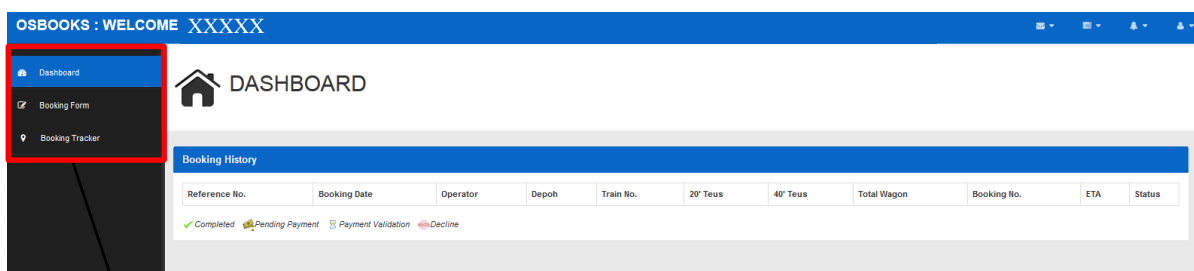 OSBOOKS : WELCOME XXXXX
Dashboard
Booking Form
Booking Tracker
DASHBOARD
Booking History
Reference No. Booking Date Operator Depoh Train No. 20' Teus 40' Teus Total Wagon Booking No. ETA Status
Completed Pending Payment Payment Validation Decline